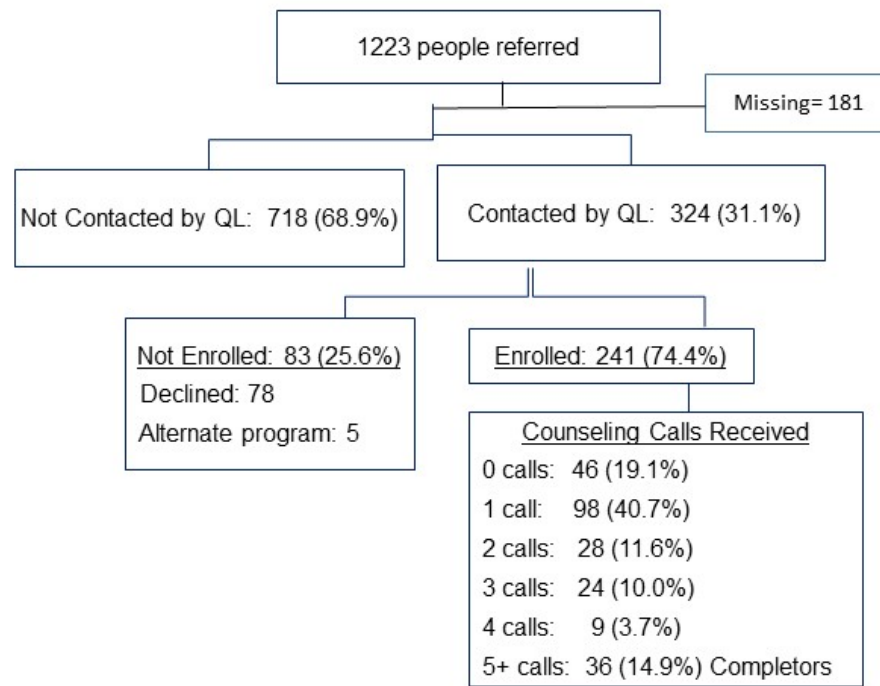 1223 people referred
Missing= 181
Not Contacted by QL: 718 (68.9%)
Contacted by QL: 324 (31.1%)
Not Enrolled: 83 (25.6%)
Declined: 78
Alternate program: 5
Enrolled: 241 (74.4%)
Counseling Calls Received
0 calls: 46 (19.1%)
1 call: 98 (40.7%)
2 calls: 28 (11.6%)
3 calls: 24 (10.0%)
4 calls: 9 (3.7%)
5+ calls: 36 (14.9%) Completors